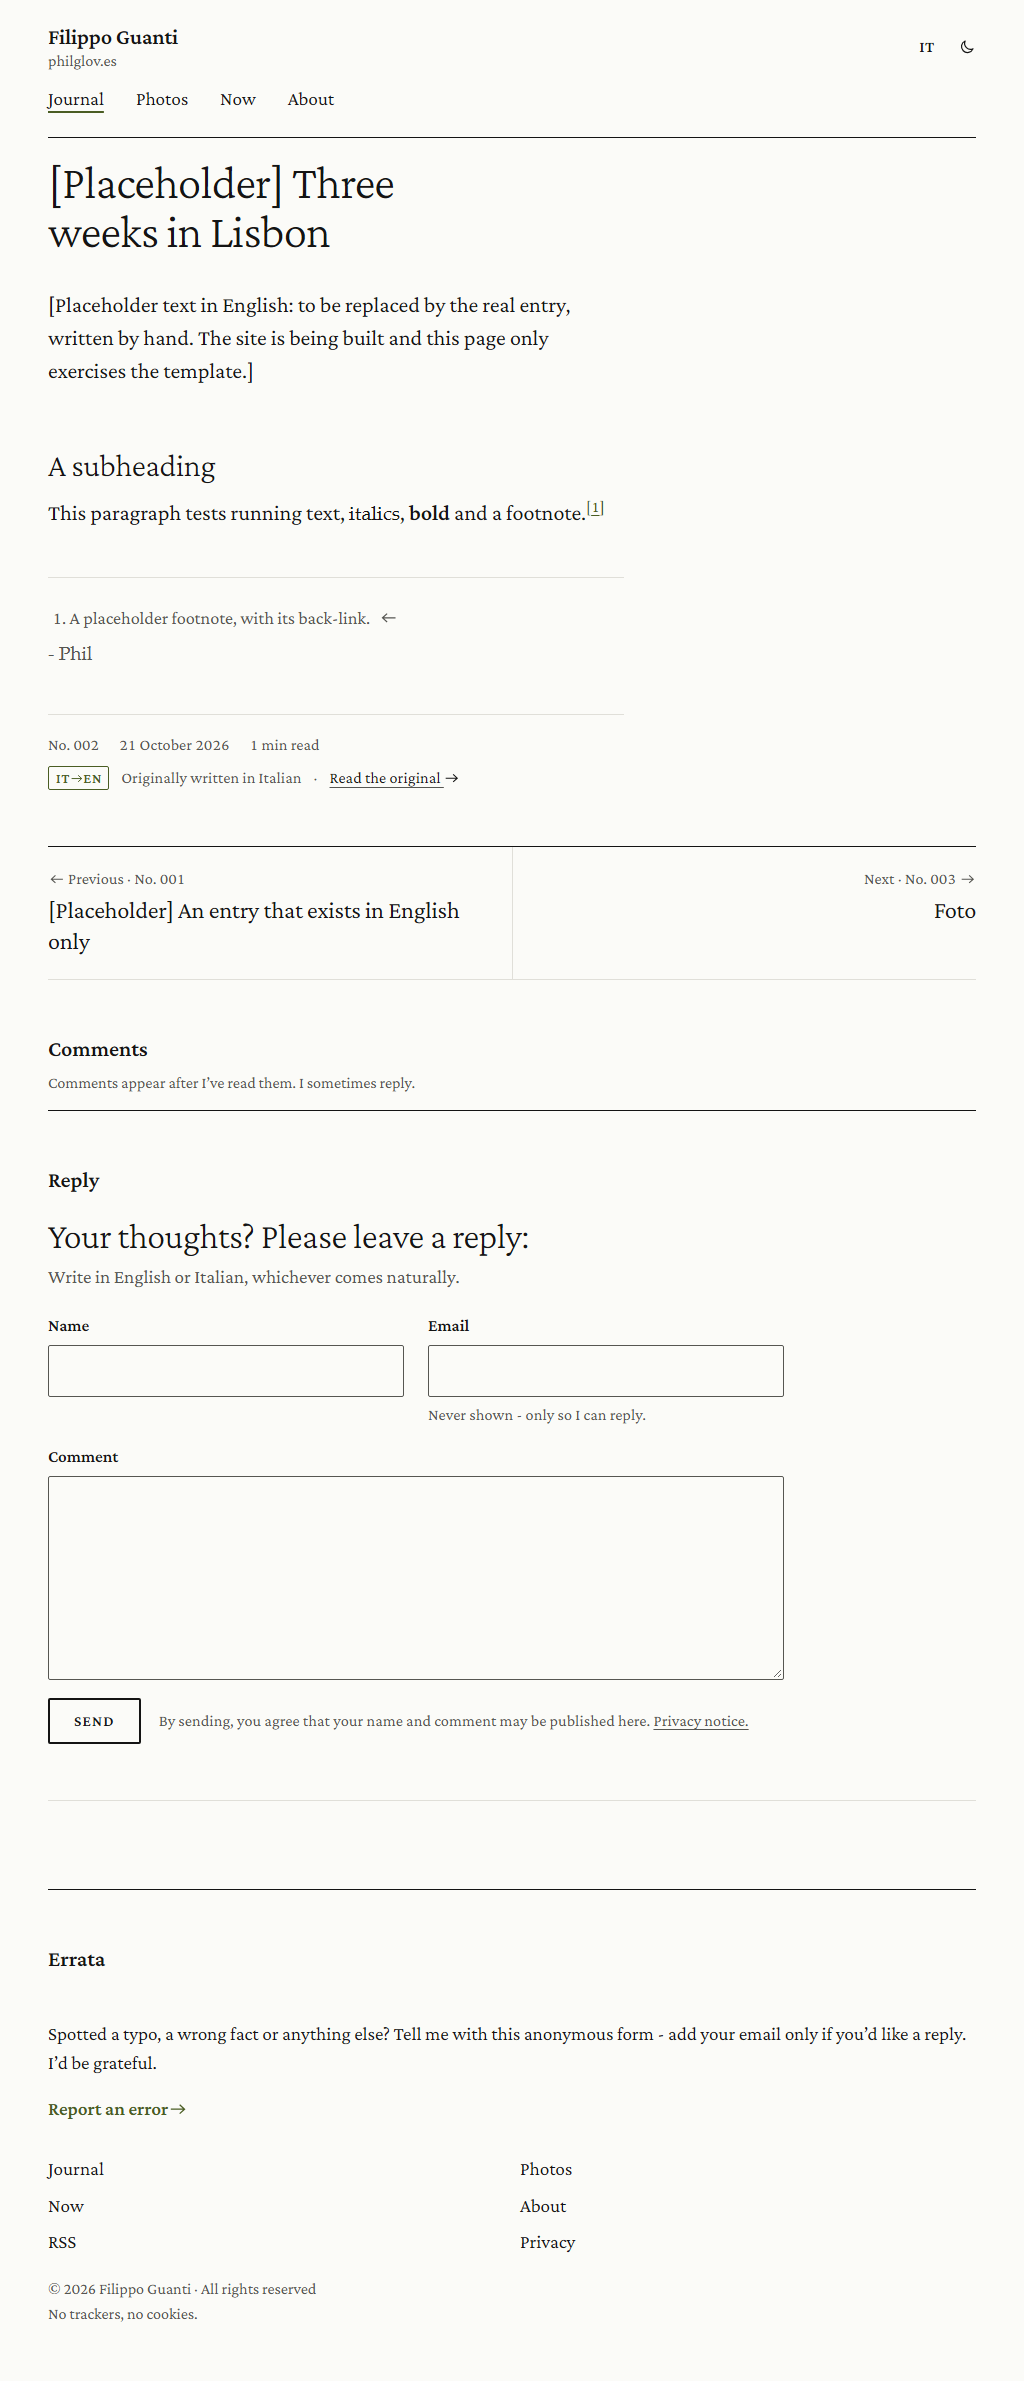 Filippo Guanti
philglov.es
IT
Journal Photos Now About
[Placeholder] Three
weeks in Lisbon
[Placeholder text in English: to be replaced by the real entry,
written by hand. The site is being built and this page only
exercises the template.]
A subheading
This paragraph tests running text, italics, bold and a footnote.[1]
1. A placeholder footnote, with its back-link. ←
- Phil
No. 002 21 October 2026 1 min read
IT→EN Originally written in Italian · Read the original →
← Previous · No. 001
[Placeholder] An entry that exists in English
only
Next · No. 003 →
Foto
Comments
Comments appear after I’ve read them. I sometimes reply.
Reply
Your thoughts? Please leave a reply:
Write in English or Italian, whichever comes naturally.
Name Email
Never shown - only so I can reply.
Comment
SEND By sending, you agree that your name and comment may be published here. Privacy notice.
Errata
Spotted a typo, a wrong fact or anything else? Tell me with this anonymous form - add your email only if you’d like a reply.
I’d be grateful.
Report an error→
Journal Photos
Now About
RSS Privacy
© 2026 Filippo Guanti · All rights reserved
No trackers, no cookies.